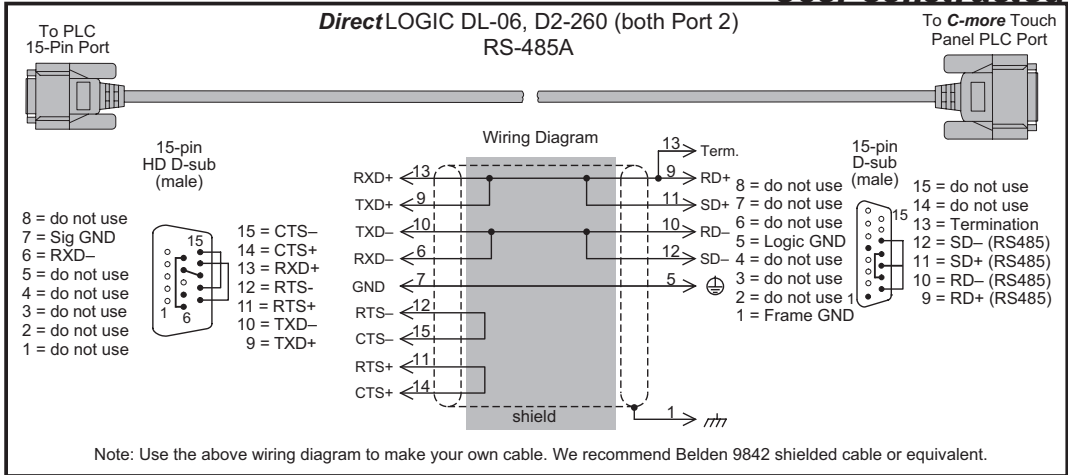 DirectLOGIC DL-06, D2-260 (both Port 2)
RS-485A
To PLC
15-Pin Port
To C-more Touch
Panel PLC Port
Wiring Diagram
15-pin
HD D-sub
(male)
8 = do not use
7 = Sig GND
6 = RXD–
5 = do not use
4 = do not use
3 = do not use
2 = do not use
1 = do not use
15
1
6
15 = CTS–
14 = CTS+
13 = RXD+
12 = RTS-
11 = RTS+
10 = TXD–
9 = TXD+
13 Term.
RXD+ 13 9 RD+
TXD+ 9 11 SD+
TXD– 10 10 RD–
RXD– 6 12 SD–
GND 7 5
RTS– 12
CTS– 15
RTS+ 11
CTS+ 14
shield
1
8 = do not use
7 = do not use
6 = do not use
5 = Logic GND
4 = do not use
3 = do not use
2 = do not use
1 = Frame GND
15-pin
D-sub
(male)
15
1
15 = do not use
14 = do not use
13 = Termination
12 = SD– (RS485)
11 = SD+ (RS485)
10 = RD– (RS485)
9 = RD+ (RS485)
Note: Use the above wiring diagram to make your own cable. We recommend Belden 9842 shielded cable or equivalent.